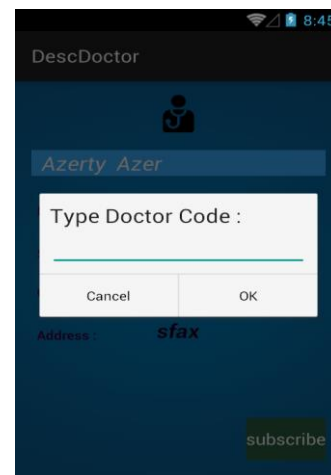 8:45
DescDoctor
Azerty Azer
Type Doctor Code :
Cancel OK
Address : sfax
subscribe